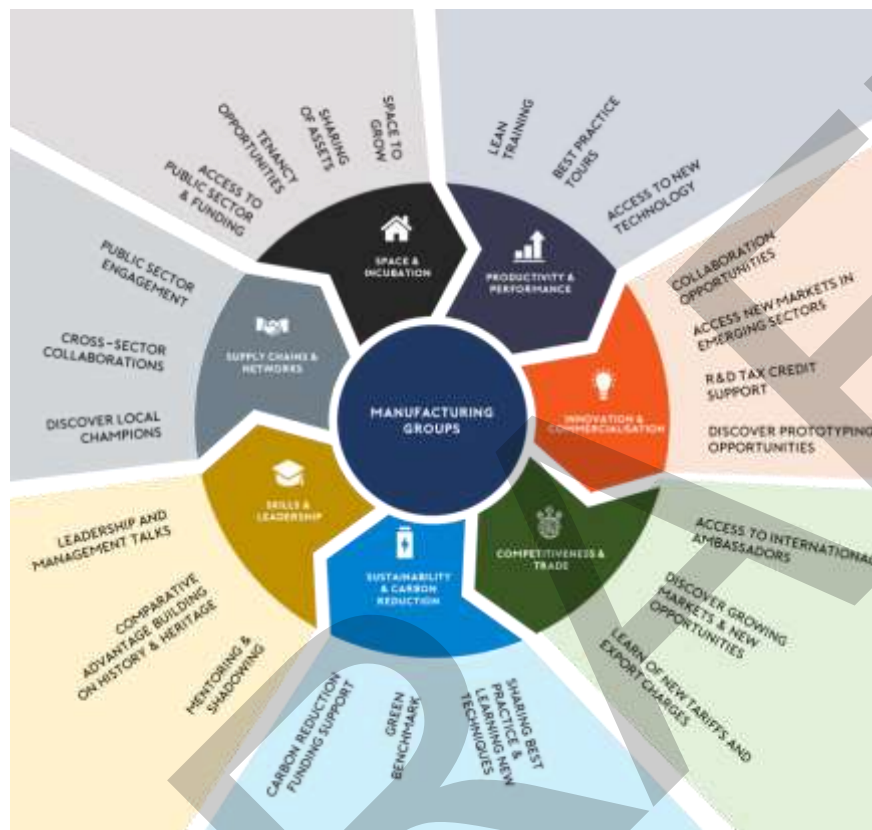 MANUFACTURING
GROUPS
SPACE &
INCUBATION
SPACE TO
GROW
SHARING
OF ASSETS
TENANCY
OPPORTUNITIES
ACCESS TO
PUBLIC SECTOR
& FUNDING
PRODUCTIVITY &
PERFORMANCE
LEAN
TRAINING
BEST PRACTICE
TOURS
ACCESS TO NEW
TECHNOLOGY
INNOVATION &
COMMERCIALISATION
COLLABORATION
OPPORTUNITIES
ACCESS NEW MARKETS IN
EMERGING SECTORS
R&D TAX CREDIT
SUPPORT
DISCOVER PROTOTYPING
OPPORTUNITIES
COMPETITIVENESS &
TRADE
ACCESS TO INTERNATIONAL
AMBASSADORS
DISCOVER GROWING
MARKETS & NEW
OPPORTUNITIES
LEARN OF NEW TARIFFS AND
EXPORT CHARGES
SUSTAINABILITY
& CARBON
REDUCTION
SHARING BEST
PRACTICE &
LEARNING NEW
TECHNIQUES
GREEN
BENCHMARK
CARBON REDUCTION
FUNDING SUPPORT
SKILLS &
LEADERSHIP
MENTORING &
SHADOWING
COMPARATIVE
ADVANTAGE BUILDING
ON HISTORY & HERITAGE
LEADERSHIP AND
MANAGEMENT TALKS
SUPPLY CHAINS &
NETWORKS
DISCOVER LOCAL
CHAMPIONS
CROSS-SECTOR
COLLABORATIONS
PUBLIC SECTOR
ENGAGEMENT